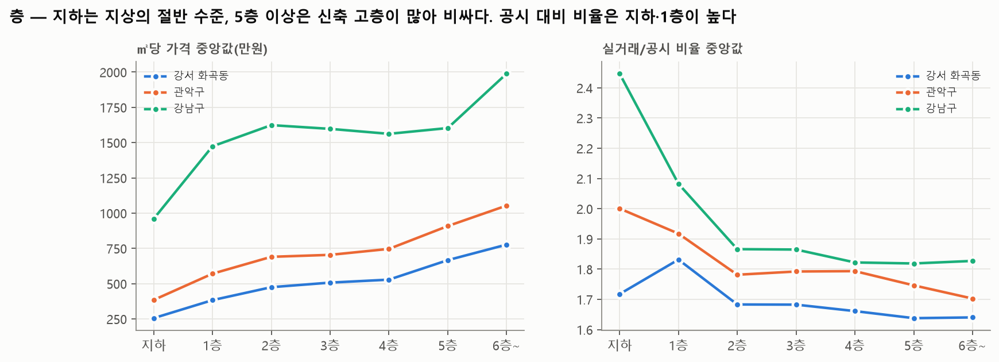 층 — 지하는 지상의 절반 수준, 5층 이상은 신축 고층이 많아 비싸다. 공시 대비 비율은 지하·1층이 높다
㎡당 가격 중앙값(만원)
2000
1750
1500
1250
1000
750
500
250
강서 화곡동
관악구
강남구
지하 1층 2층 3층 4층 5층 6층~
실거래/공시 비율 중앙값
2.4
2.3
2.2
2.1
2.0
1.9
1.8
1.7
1.6
강서 화곡동
관악구
강남구
지하 1층 2층 3층 4층 5층 6층~